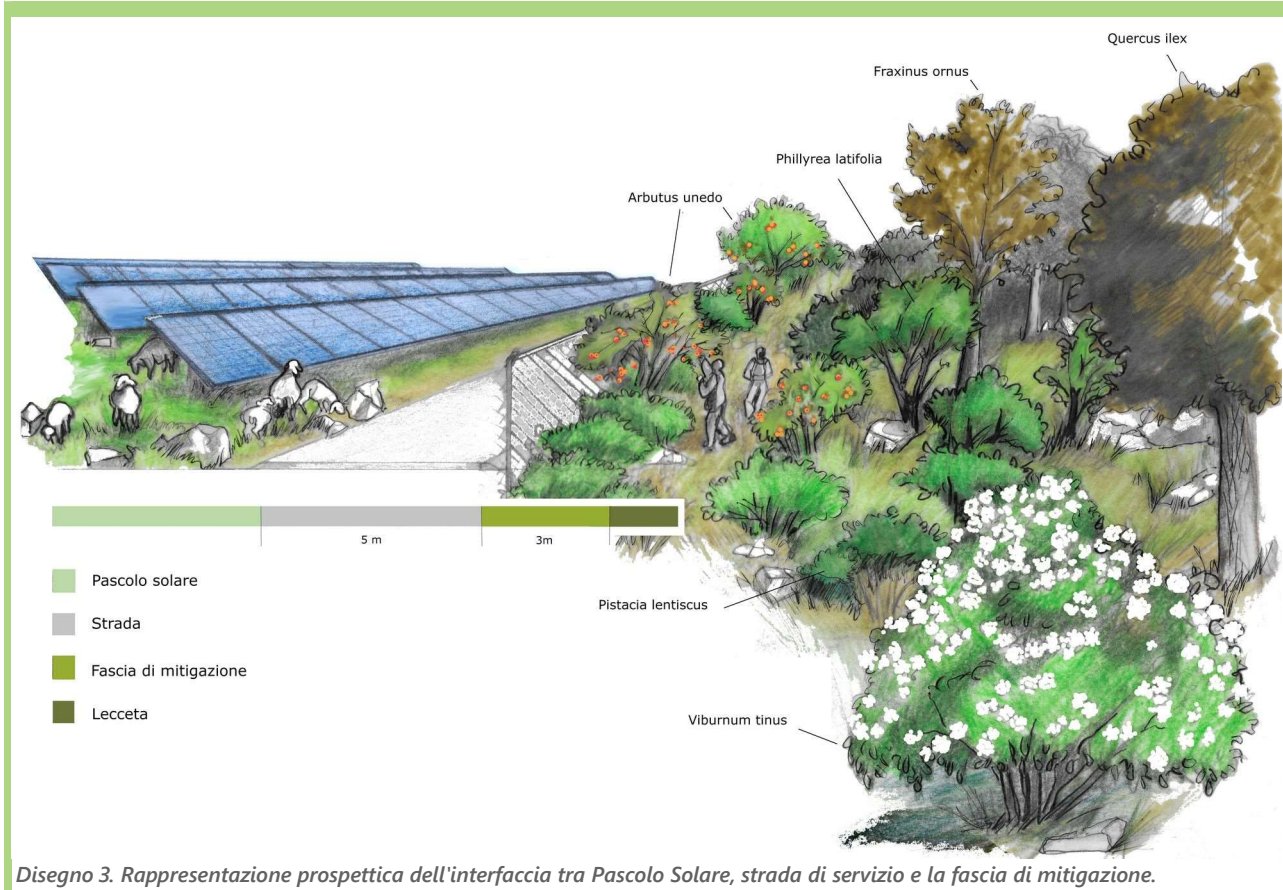 Quercus ilex
Fraxinus ornus
Phillyrea latifolia
Arbutus unedo
5 m
3m
Pascolo solare
Strada
Fascia di mitigazione
Lecceta
Pistacia lentiscus
Viburnum tinus
Disegno 3. Rappresentazione prospettica dell'interfaccia tra Pascolo Solare, strada di servizio e la fascia di mitigazione.